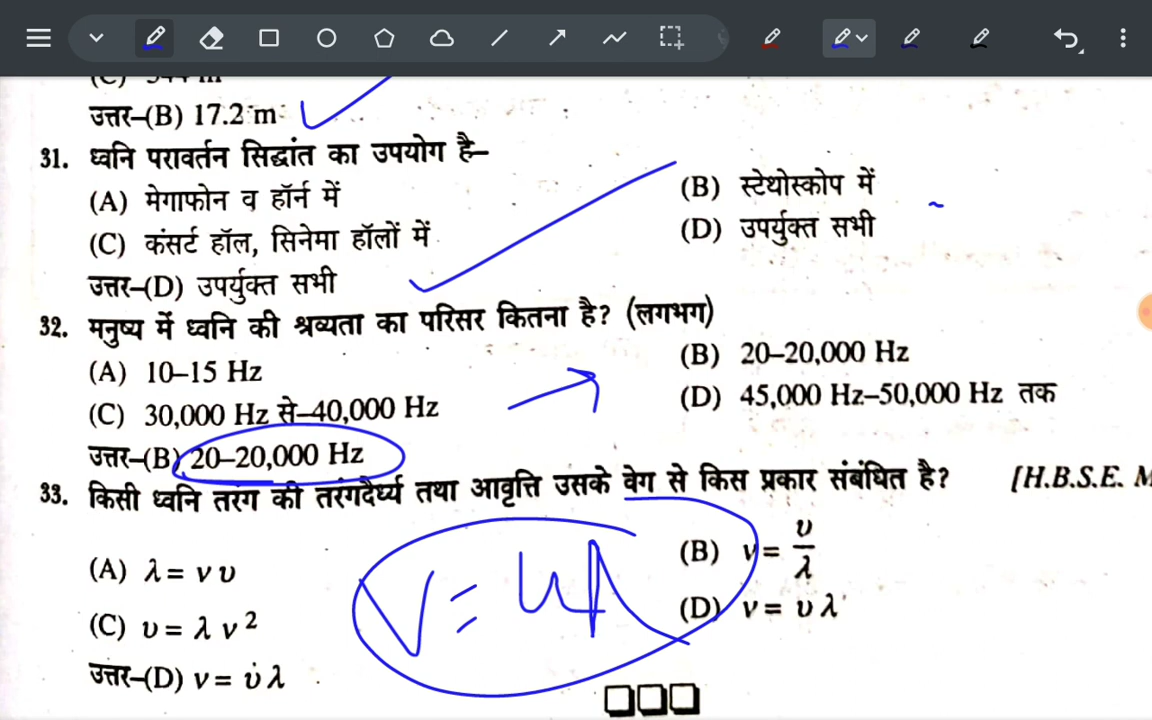 उत्तर–(B) 17.2 m
31. ध्वनि परावर्तन सिद्धांत का उपयोग है–
(A) मेगाफोन व हॉर्न में (B) स्टेथोस्कोप में
(C) कंसर्ट हॉल, सिनेमा हॉलों में (D) उपर्युक्त सभी
उत्तर–(D) उपर्युक्त सभी
32. मनुष्य में ध्वनि की श्रव्यता का परिसर कितना है? (लगभग)
(A) 10–15 Hz (B) 20–20,000 Hz
(C) 30,000 Hz से–40,000 Hz (D) 45,000 Hz–50,000 Hz तक
उत्तर–(B) 20–20,000 Hz
33. किसी ध्वनि तरंग की तरंगदैर्ध्य तथा आवृत्ति उसके वेग से किस प्रकार संबंधित है? [H.B.S.E. M
(A) λ = ν υ (B) ν = υ/λ
(C) υ = λ ν² (D) ν = υ λ
उत्तर–(D) ν = υ λ